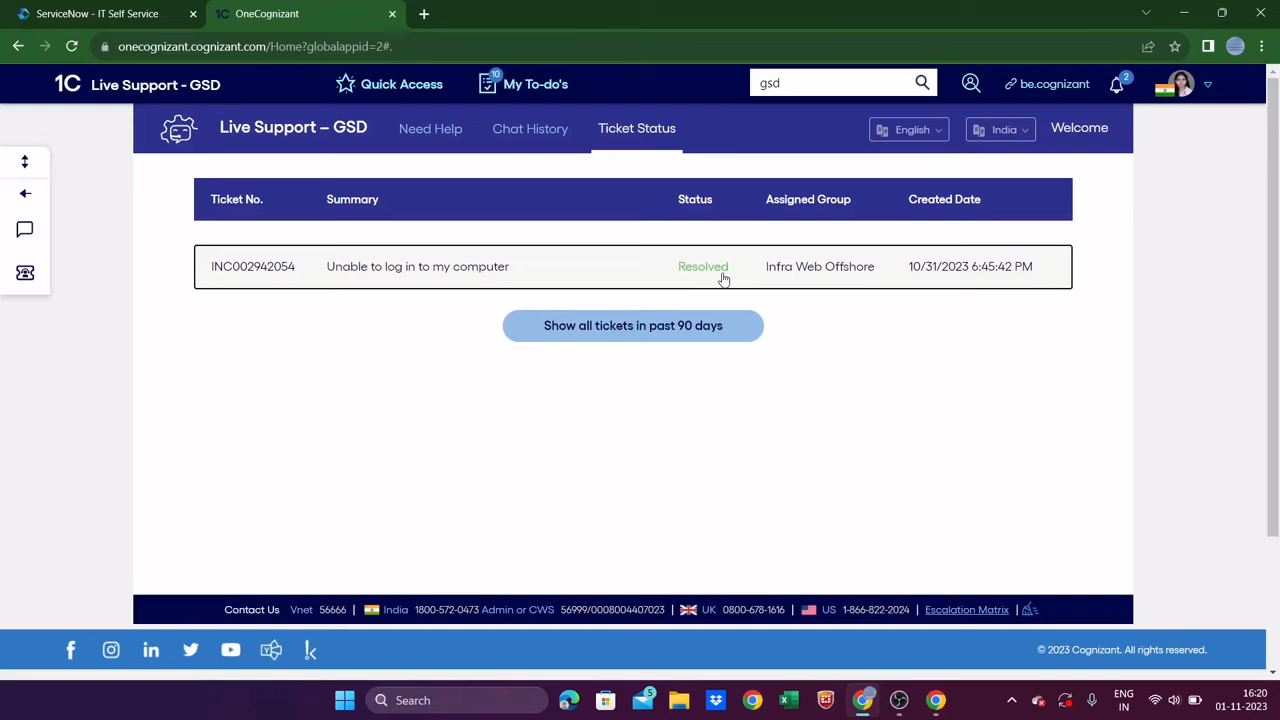 ServiceNow - IT Self Service
OneCognizant
onecognizant.cognizant.com/Home?globalappid=2#.
1C Live Support - GSD
Quick Access
10
My To-do's
gsd
be.cognizant
2
Live Support – GSD
Need Help
Chat History
Ticket Status
English
India
Welcome
Ticket No. Summary Status Assigned Group Created Date
INC002942054 Unable to log in to my computer Resolved Infra Web Offshore 10/31/2023 6:45:42 PM
Show all tickets in past 90 days
Contact Us Vnet 56666 | India 1800-572-0473 Admin or CWS 56999/0008004407023 | UK 0800-678-1616 | US 1-866-822-2024 | Escalation Matrix |
© 2023 Cognizant. All rights reserved.
Search
5
ENG
IN
16:20
01-11-2023